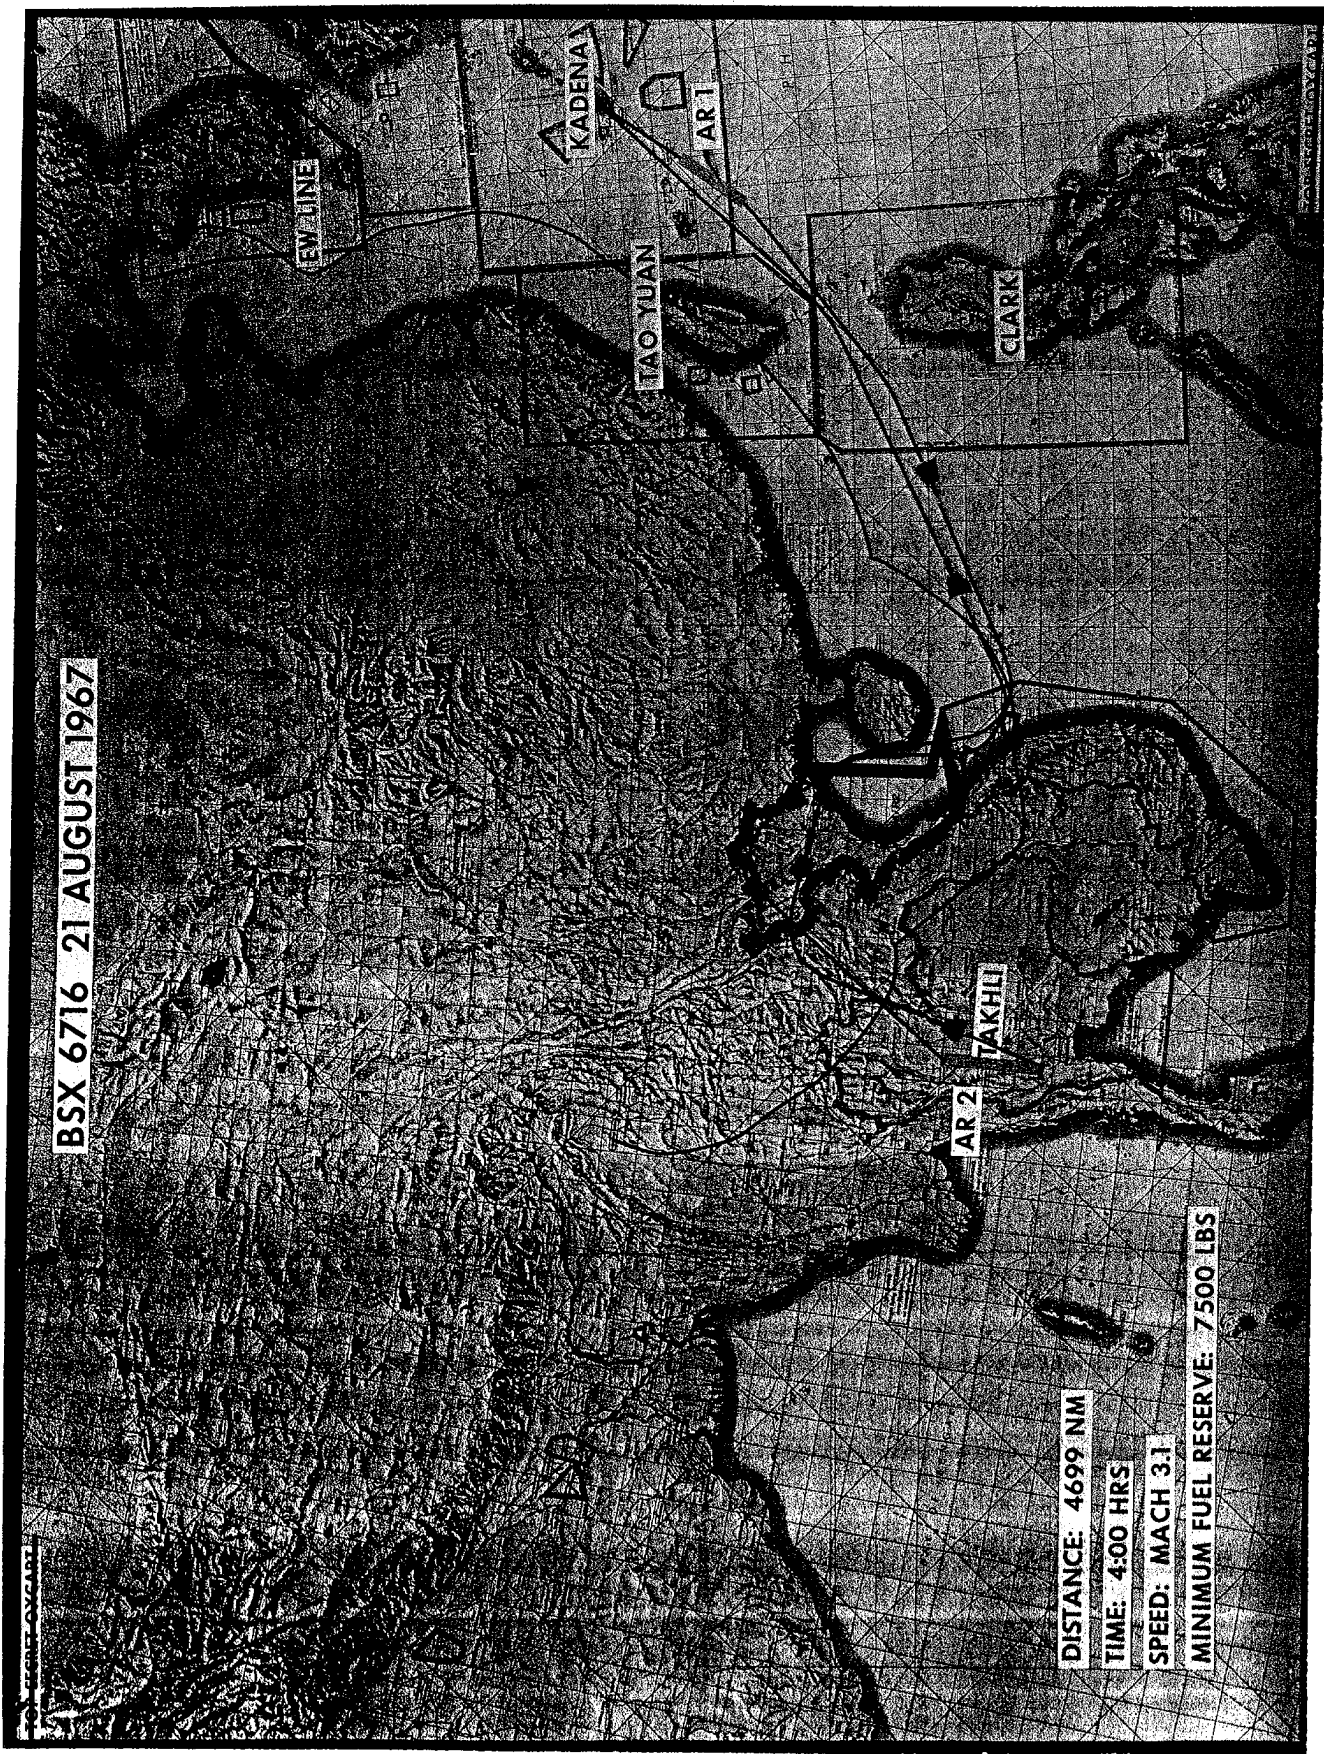 BSX 6716 21 AUGUST 1967
EW LINE
KADENA
AR 1
TAO YUAN
CLARK
TAKHLI
AR 2
DISTANCE: 4699 NM
TIME: 4:00 HRS
SPEED: MACH 3.1
MINIMUM FUEL RESERVE: 7500 LBS